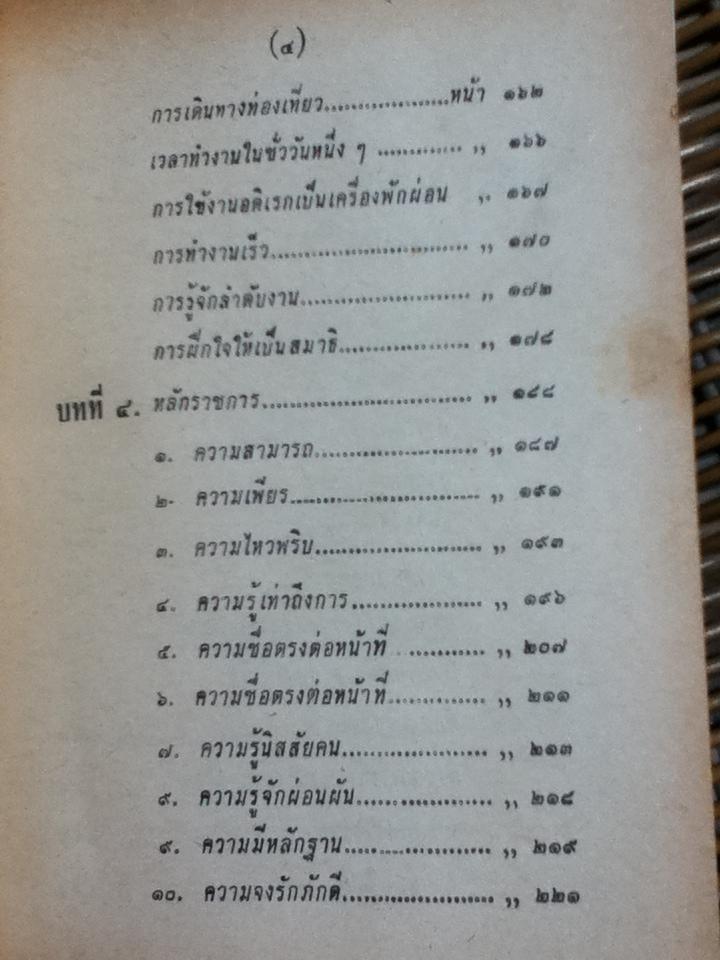 (๔)
การเดินทางท่องเที่ยว....................หน้า ๑๖๒
เวลาทำงานในชั่ววันหนึ่ง ๆ .............. ,, ๑๖๖
การใช้งานอดิเรกเป็นเครื่องพักผ่อน ,, ๑๖๗
การทำงานเร็ว................................ ,, ๑๗๐
การรู้จักลำดับงาน........................... ,, ๑๗๒
การฝึกใจให้เป็นสมาธิ..................... ,, ๑๗๘
บทที่ ๔. หลักราชการ.................................. ,, ๑๘๘
๑. ความสามารถ.......................... ,, ๑๘๗
๒- ความเพียร.............................. ,, ๑๙๑
๓. ความไหวพริบ.......................... ,, ๑๙๓
๔. ความรู้เท่าถึงการ..................... ,, ๑๙๖
๕. ความซื่อตรงต่อหน้าที่ .............. ,, ๒๐๗
๖. ความซื่อตรงต่อหน้าที่................ ,, ๒๑๑
๗. ความรู้นิสสัยคน....................... ,, ๒๑๓
๙. ความรู้จักผ่อนผัน..................... ,, ๒๑๘
๙. ความมีหลักฐาน....................... ,, ๒๑๙
๑๐. ความจงรักภักดี........................ ,, ๒๒๑